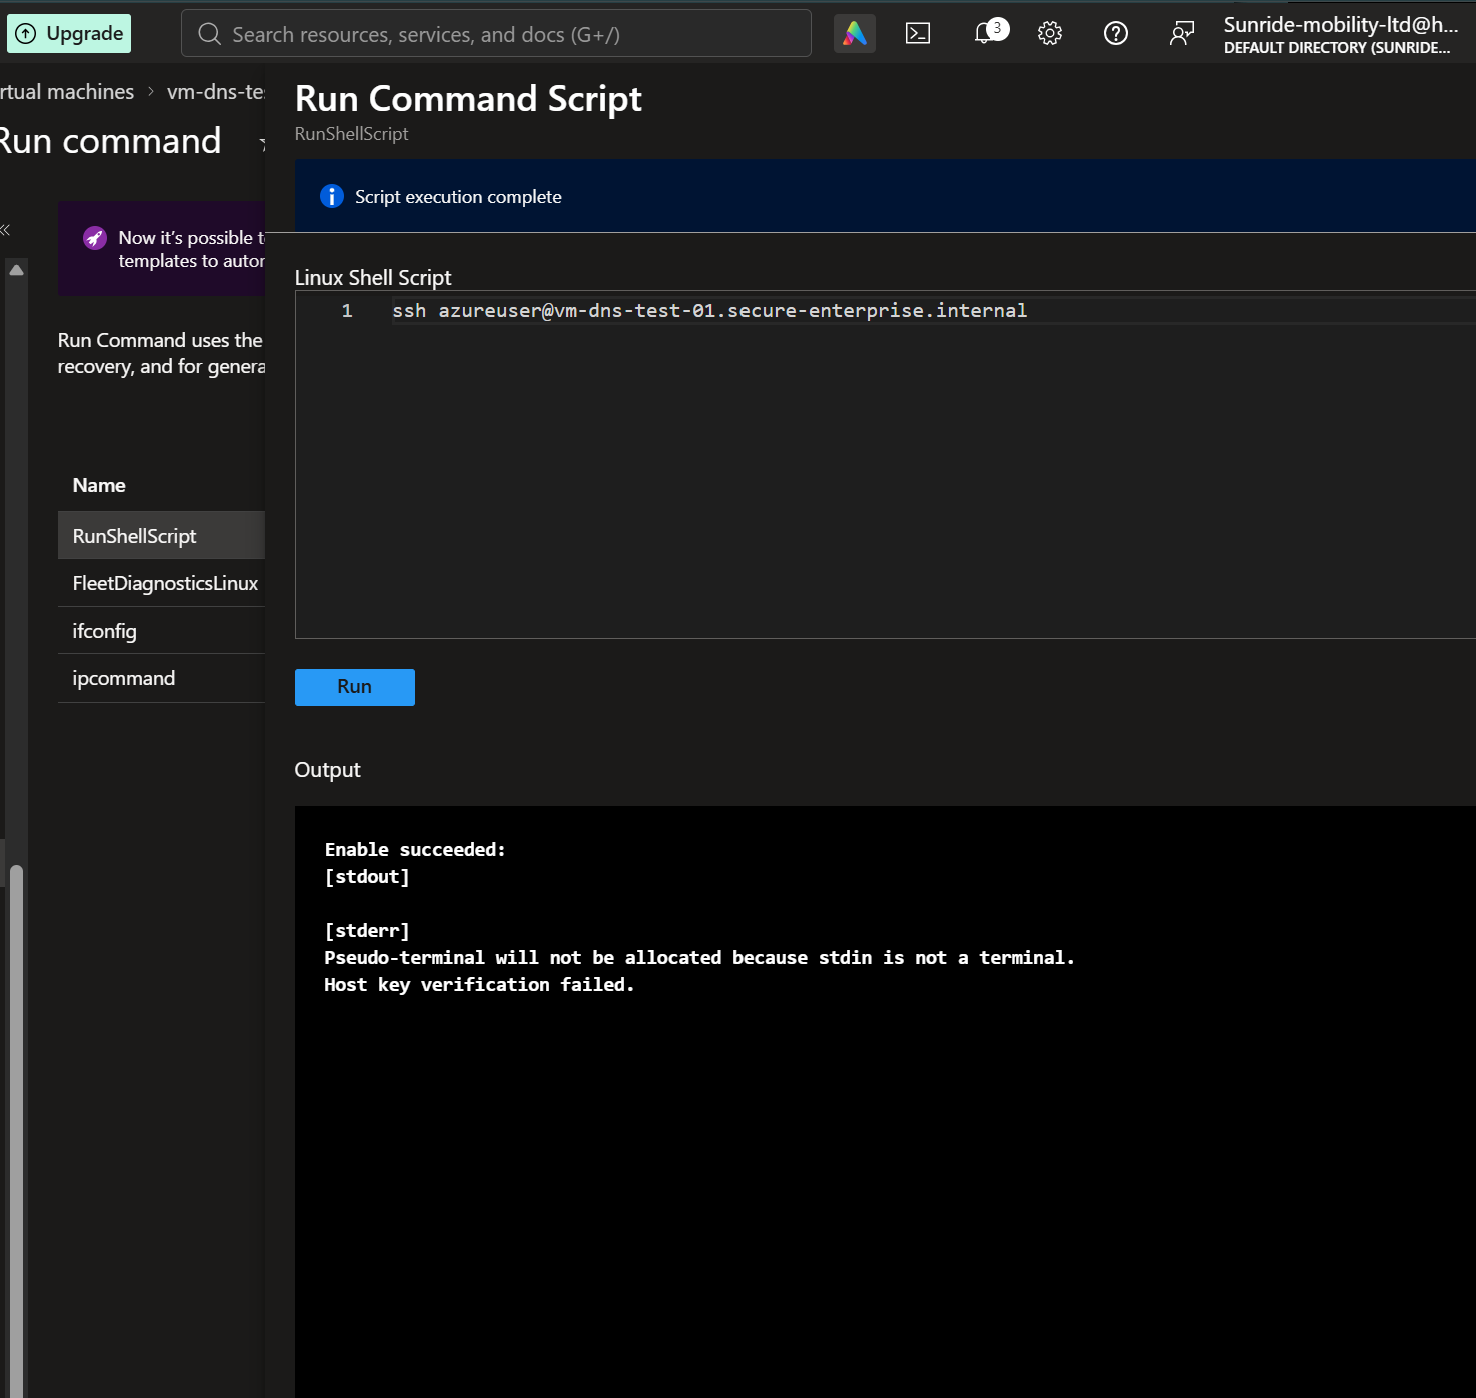 Upgrade
Search resources, services, and docs (G+/)
3
Sunride-mobility-ltd@h...
DEFAULT DIRECTORY (SUNRIDE...
rtual machines > vm-dns-tes
Run command
Now it's possible to
templates to autor
Run Command uses the
recovery, and for genera
Name
RunShellScript
FleetDiagnosticsLinux
ifconfig
ipcommand
Run Command Script
RunShellScript
Script execution complete
Linux Shell Script
1 ssh azureuser@vm-dns-test-01.secure-enterprise.internal
Run
Output
Enable succeeded:
[stdout]
[stderr]
Pseudo-terminal will not be allocated because stdin is not a terminal.
Host key verification failed.